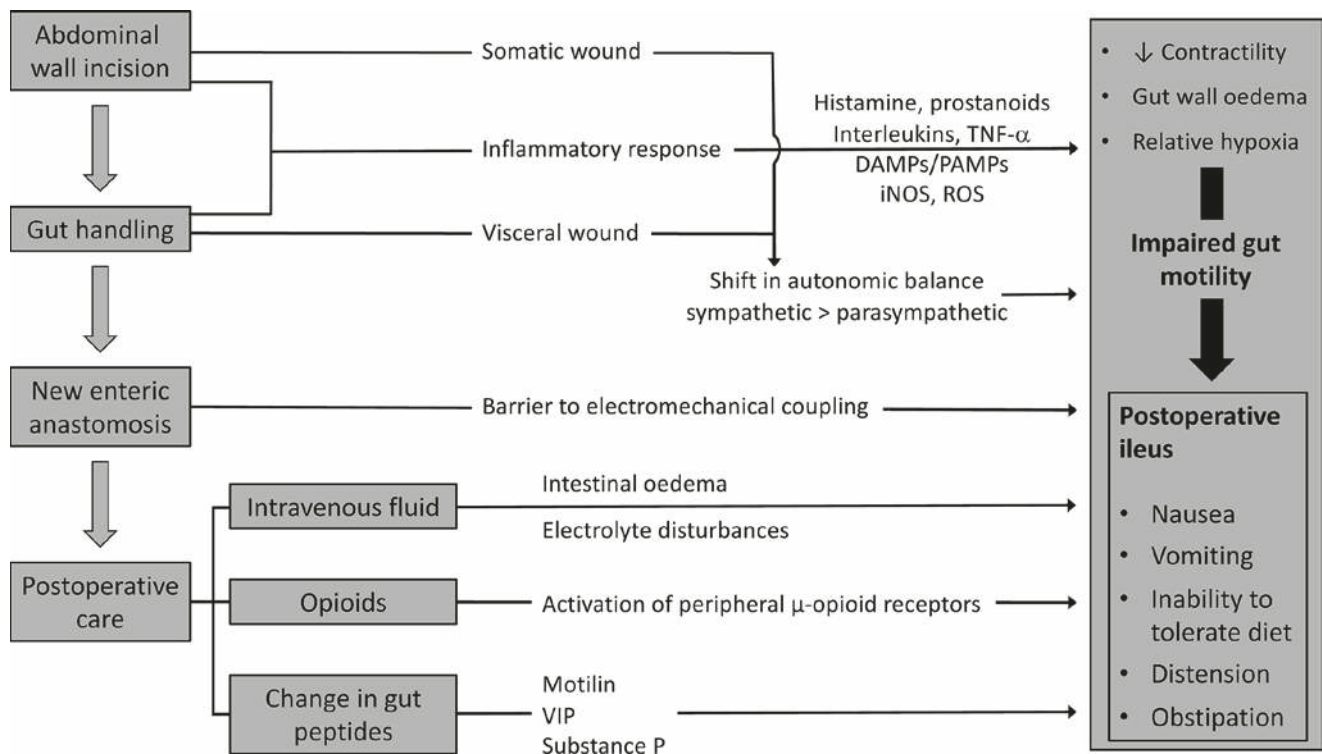 Abdominal
wall incision
Somatic wound
Inflammatory response
Histamine, prostanoids
Interleukins, TNF-α
DAMPs/PAMPs
iNOS, ROS
Gut handling
Visceral wound
Shift in autonomic balance
sympathetic > parasympathetic
New enteric
anastomosis
Barrier to electromechanical coupling
Postoperative
care
Intravenous fluid
Intestinal oedema
Electrolyte disturbances
Opioids
Activation of peripheral μ-opioid receptors
Change in gut
peptides
Motilin
VIP
Substance P
• ↓ Contractility
• Gut wall oedema
• Relative hypoxia
Impaired gut
motility
Postoperative
ileus
• Nausea
• Vomiting
• Inability to
tolerate diet
• Distension
• Obstipation